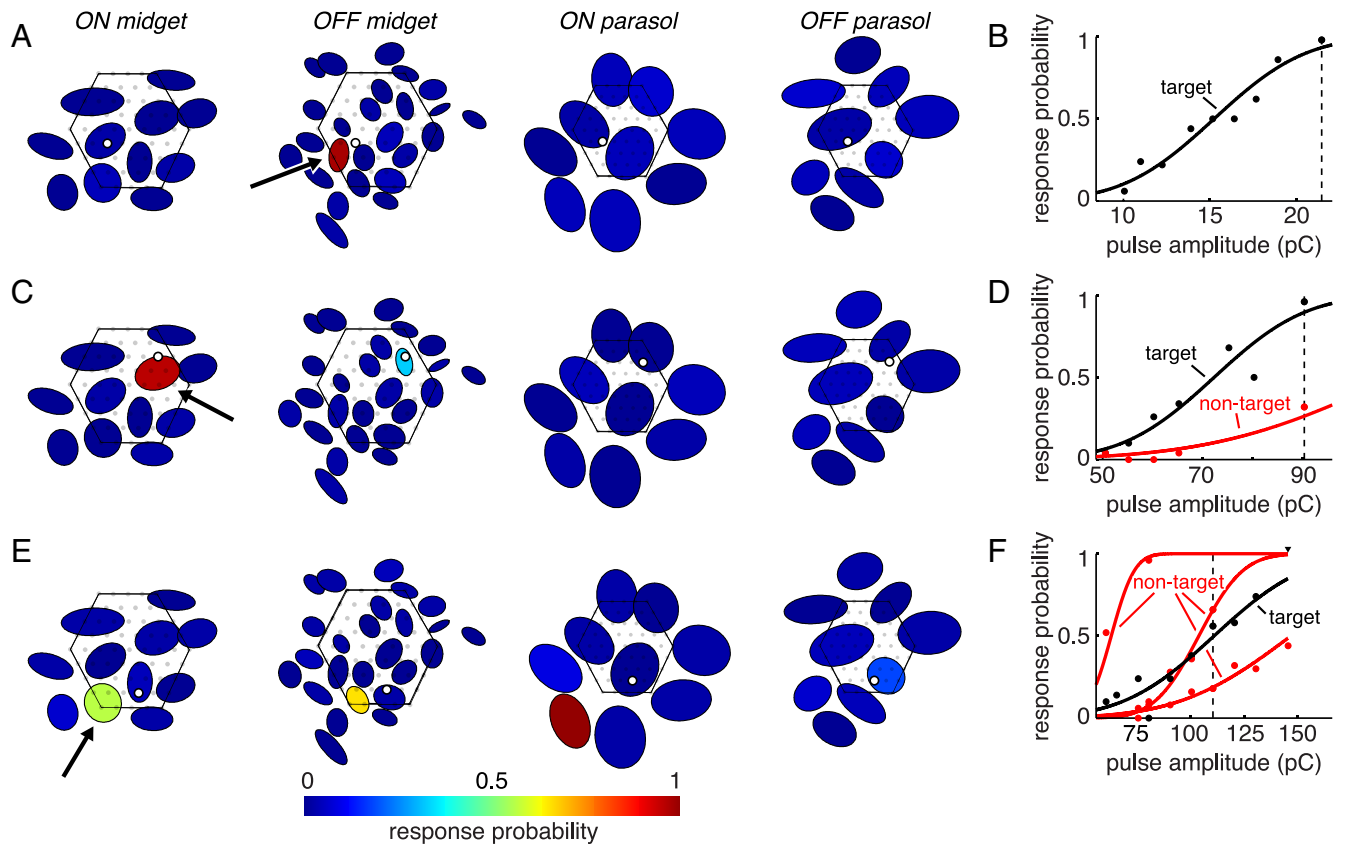 ON midget
OFF midget
ON parasol
OFF parasol
A
B
response probability
1
0.5
0
target
10
15
20
pulse amplitude (pC)
C
D
response probability
1
0.5
0
target
non-target
50
70
90
pulse amplitude (pC)
E
F
response probability
1
0.5
0
non-target
target
75
100
125
150
pulse amplitude (pC)
0
0.5
1
response probability